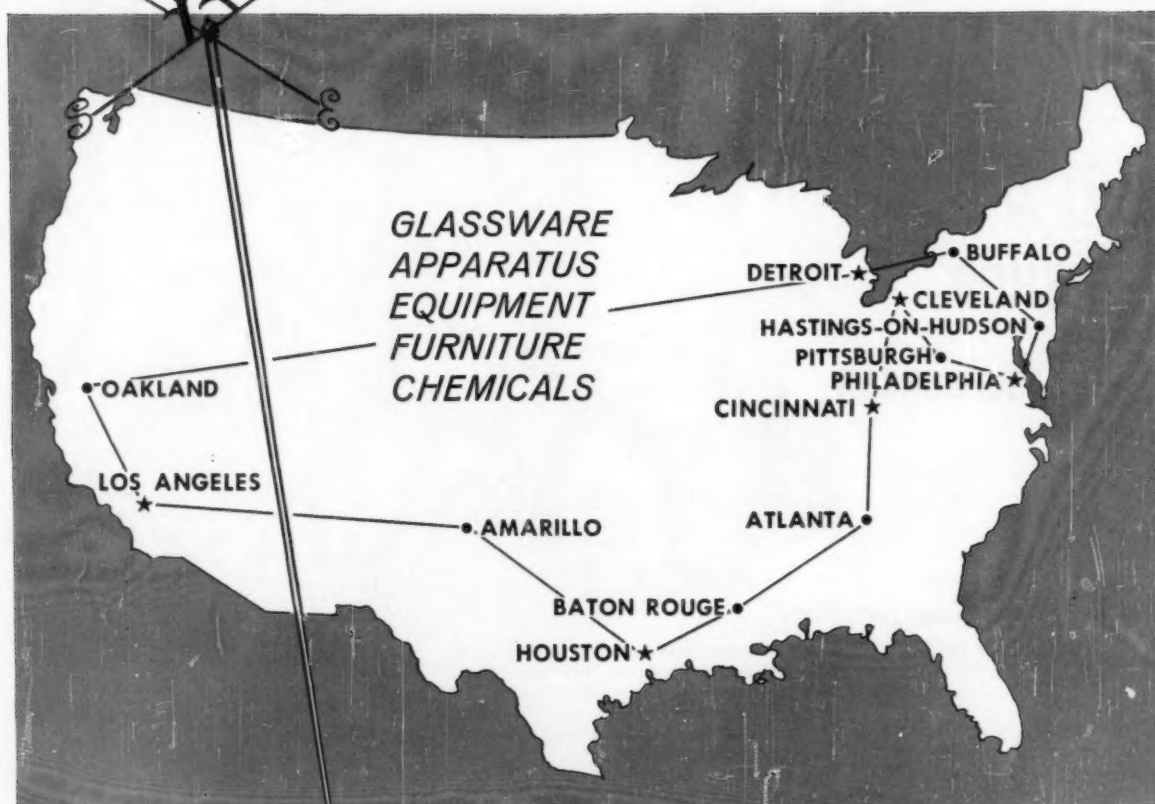 S
E
GLASSWARE
APPARATUS
EQUIPMENT
FURNITURE
CHEMICALS
DETROIT
BUFFALO
CLEVELAND
HASTINGS-ON-HUDSON
PITTSBURGH
PHILADELPHIA
OAKLAND
CINCINNATI
LOS ANGELES
AMARILLO
ATLANTA
BATON ROUGE
HOUSTON